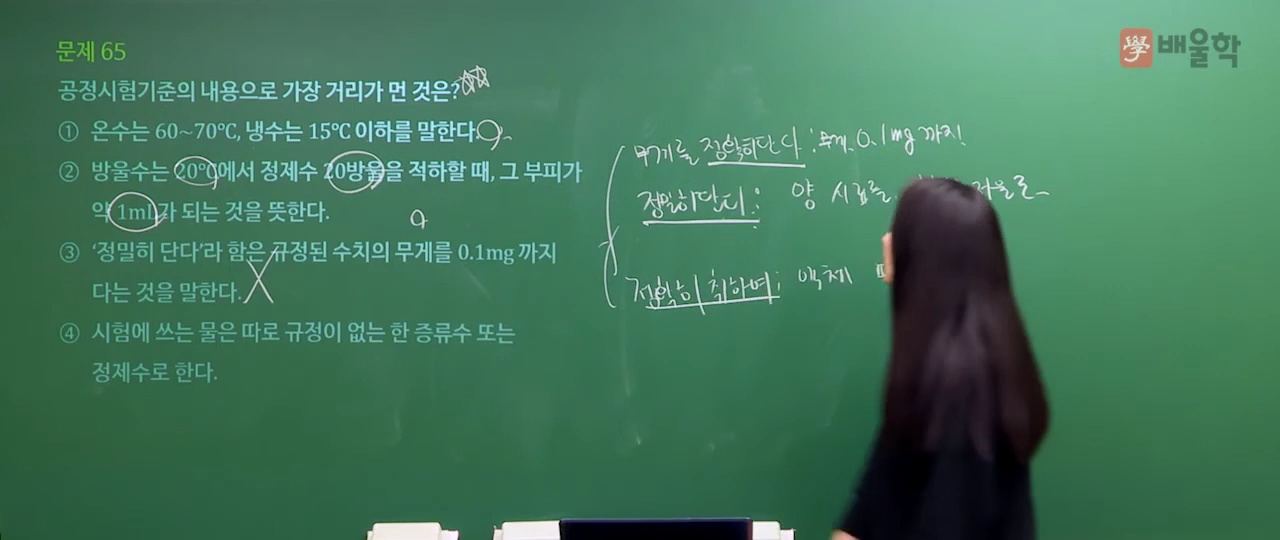 문제 65
공정시험기준의 내용으로 가장 거리가 먼 것은?
① 온수는 60~70℃, 냉수는 15℃ 이하를 말한다.
② 방울수는 20℃에서 정제수 20방울을 적하할 때, 그 부피가
약 1mL가 되는 것을 뜻한다.
③ ‘정밀히 단다’라 함은 규정된 수치의 무게를 0.1mg 까지
다는 것을 말한다.
④ 시험에 쓰는 물은 따로 규정이 없는 한 증류수 또는
정제수로 한다.
무게를 정확히단다 : 무게 0.1mg 까지!
정밀히단다 : 양 시료를 저울로
정확히 취하여 : 액체
學 배울학